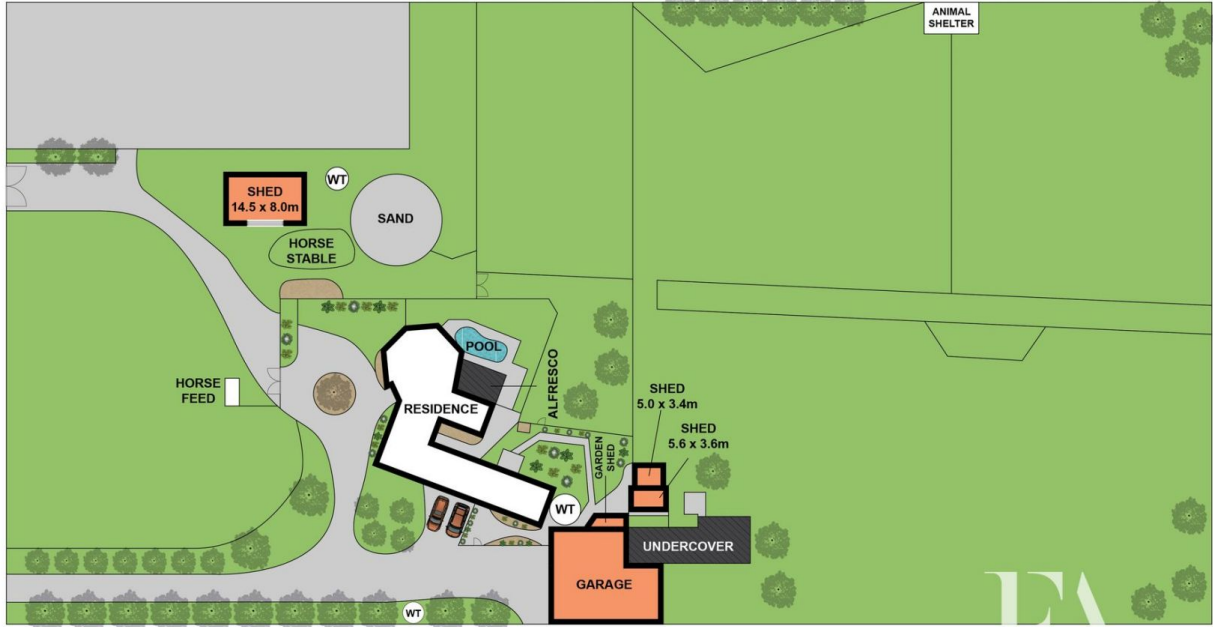 ANIMAL
SHELTER
WT
SHED
14.5 x 8.0m
SAND
HORSE
STABLE
POOL
ALFRESCO
HORSE
FEED
RESIDENCE
SHED
5.0 x 3.4m
SHED
5.6 x 3.6m
GARDEN
SHED
WT
UNDERCOVER
GARAGE
WT